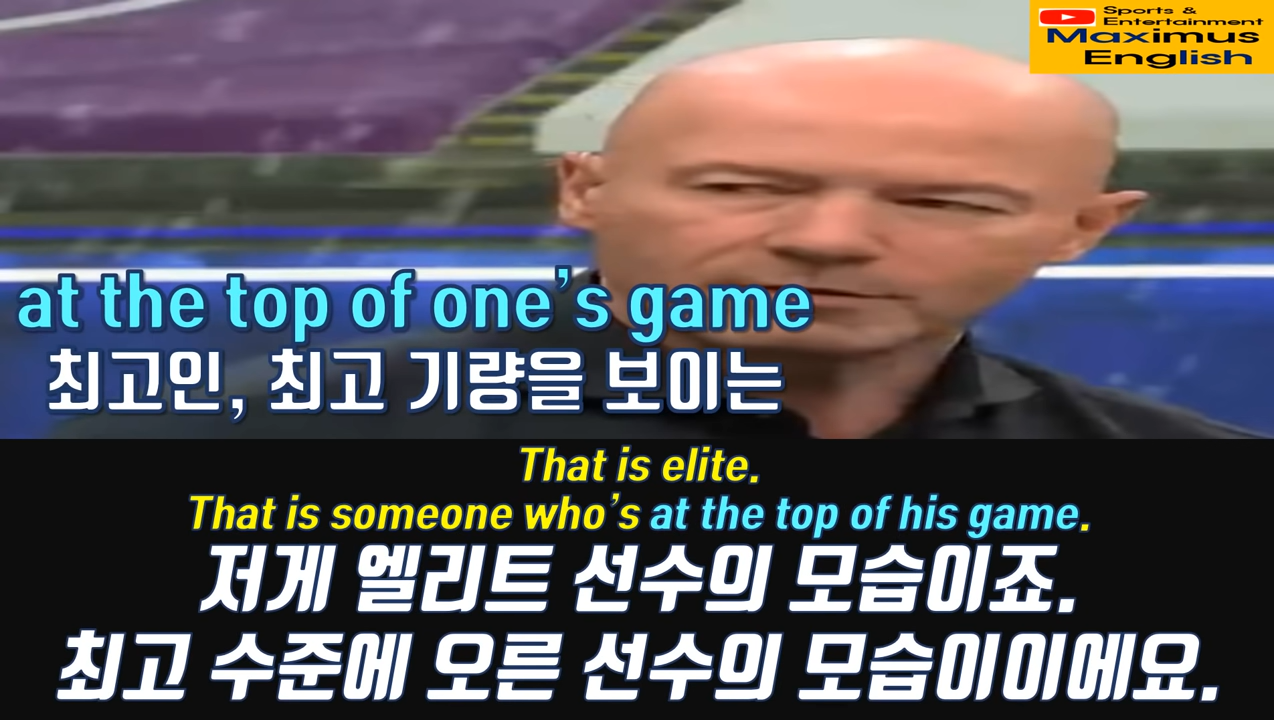 Sports &
Entertainment
Maximus
English
at the top of one's game
최고인, 최고 기량을 보이는
That is elite.
That is someone who's at the top of his game.
저게 엘리트 선수의 모습이죠.
최고 수준에 오른 선수의 모습이이에요.